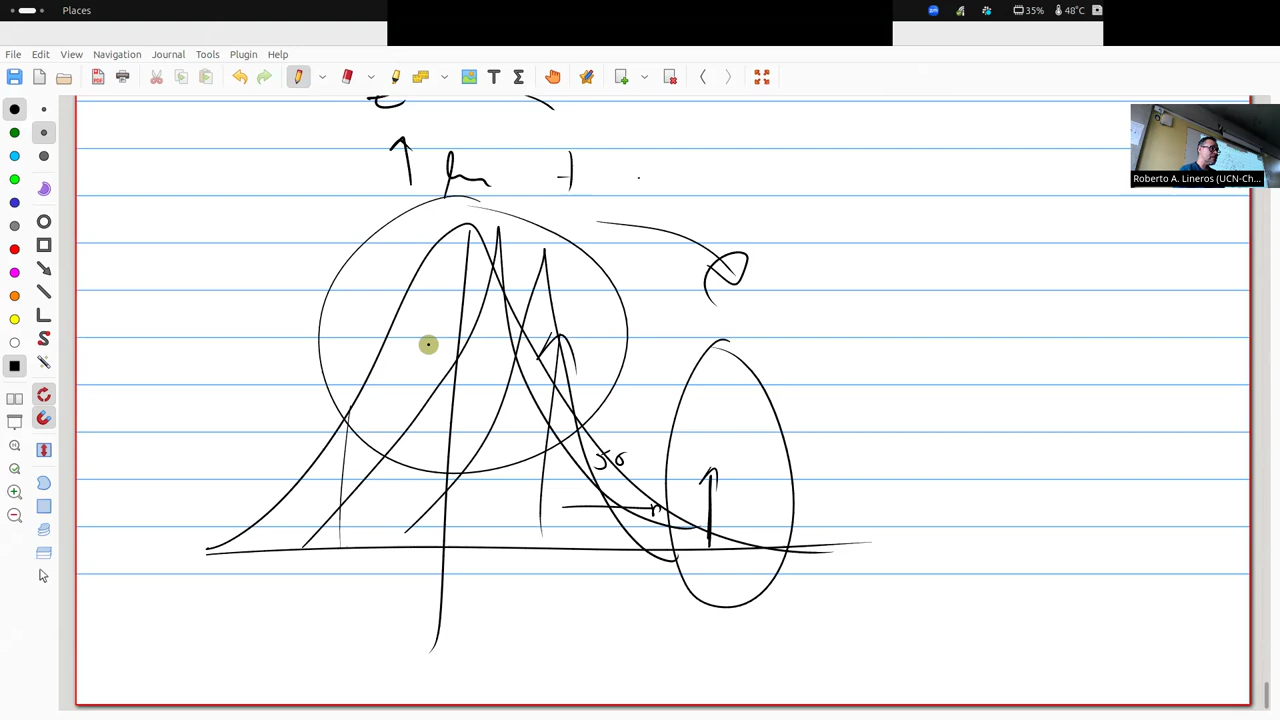 Places
35% 48°C
File Edit View Navigation Journal Tools Plugin Help
Roberto A. Lineros (UCN-Ch...
5σ